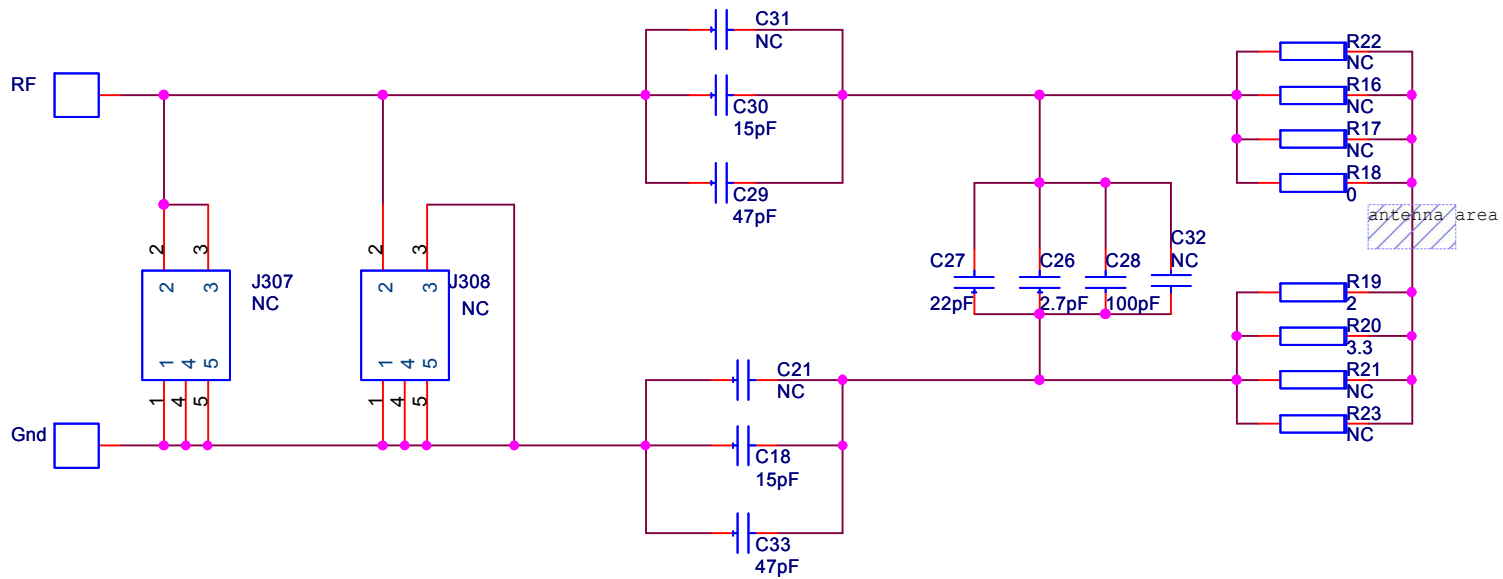 RF
C31
NC
C30
15pF
C29
47pF
R22
NC
R16
NC
R17
NC
R18
0
antenna area
2
3
2
3
J307
NC
2
3
1
4
5
J308
NC
2
3
1
4
5
C27
22pF
C26
2.7pF
C28
100pF
C32
NC
R19
2
R20
3.3
R21
NC
R23
NC
1
4
5
1
4
5
Gnd
C21
NC
C18
15pF
C33
47pF